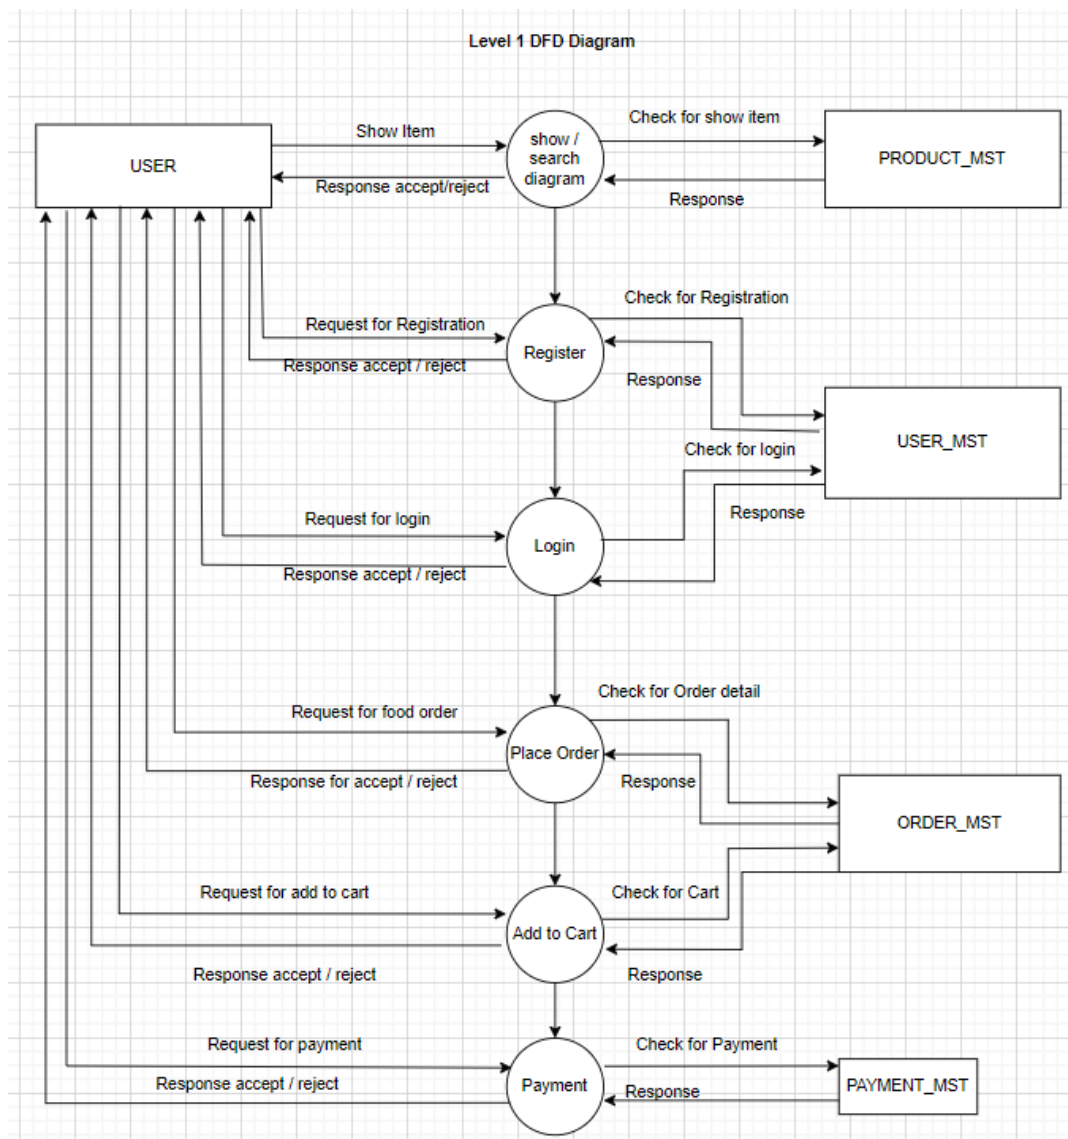 Level 1 DFD Diagram
USER
Show Item
Response accept/reject
show /
search
diagram
Check for show item
Response
PRODUCT_MST
Request for Registration
Response accept / reject
Register
Check for Registration
Response
USER_MST
Check for login
Response
Request for login
Response accept / reject
Login
Request for food order
Response for accept / reject
Place Order
Check for Order detail
Response
ORDER_MST
Request for add to cart
Response accept / reject
Add to Cart
Check for Cart
Response
Request for payment
Response accept / reject
Payment
Check for Payment
Response
PAYMENT_MST